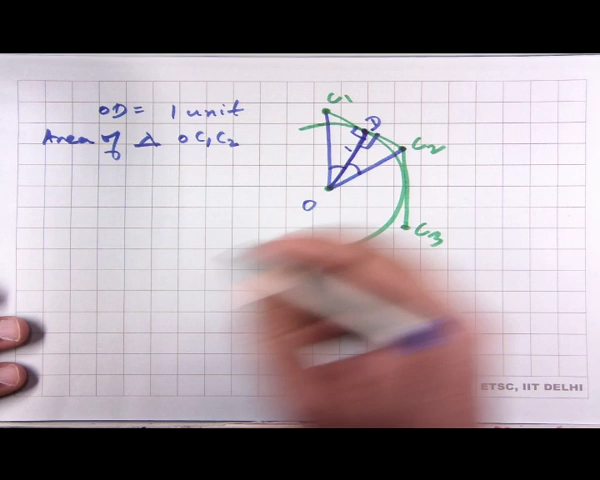 OD = 1 unit
Area of Δ OC1C2
C1
D
C2
O
C3
ETSC, IIT DELHI